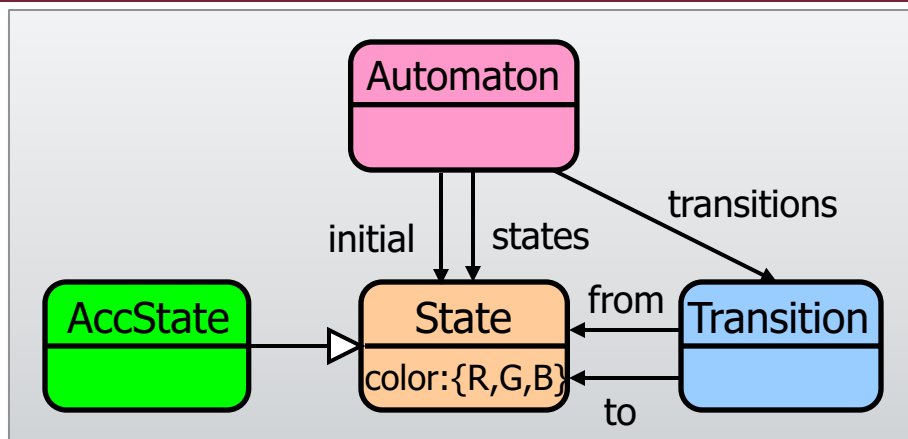 Automaton
transitions
initial
states
AccState
State
from
Transition
color:{R,G,B}
to